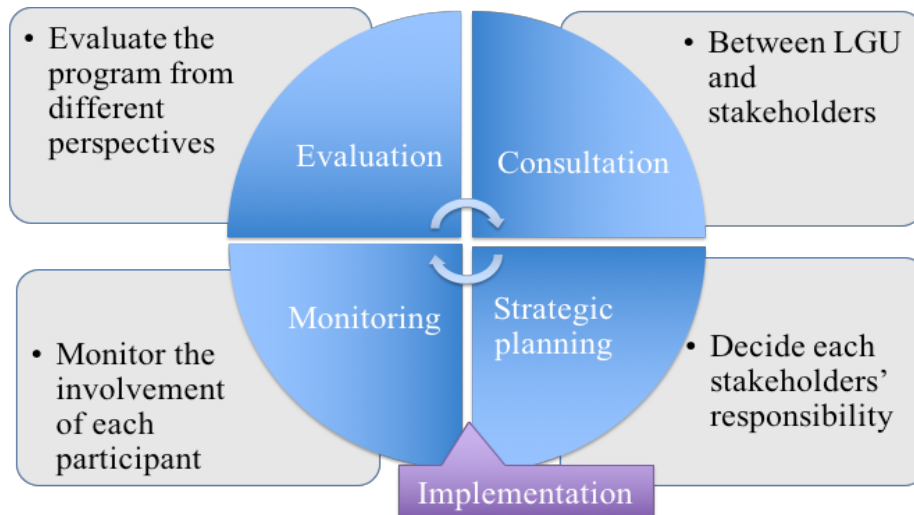 • Evaluate the
program from
different
perspectives
Evaluation
Consultation
• Between LGU
and
stakeholders
• Monitor the
involvement
of each
participant
Monitoring
Strategic
planning
• Decide each
stakeholders’
responsibility
Implementation